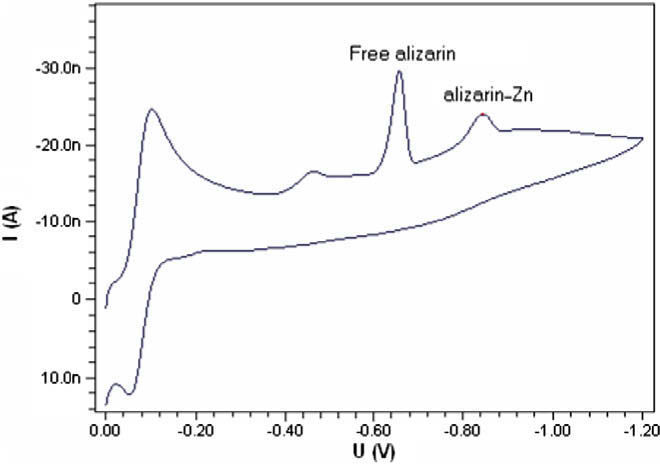 Free alizarin
alizarin-Zn
-30.0n
-20.0n
-10.0n
0
10.0n
I (A)
0.00 -0.20 -0.40 -0.60 -0.80 -1.00 -1.20
U (V)